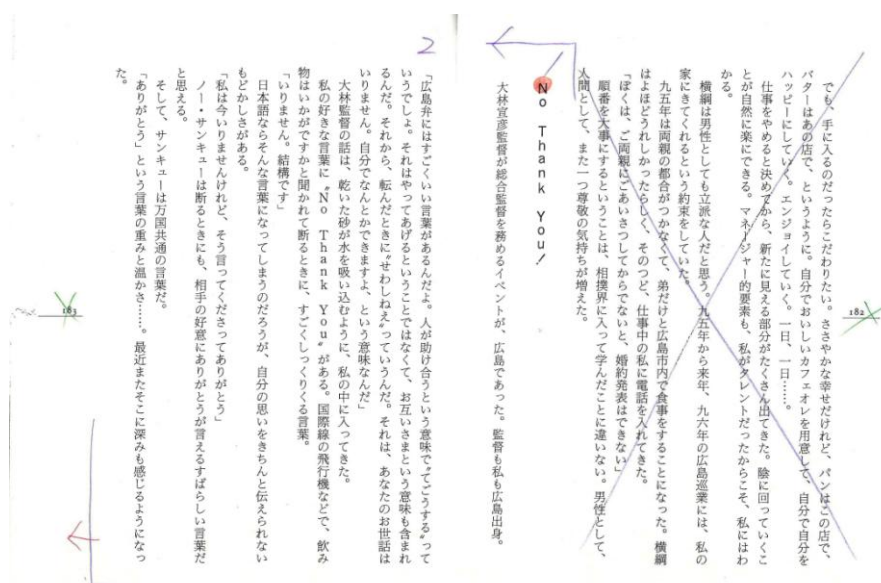 でも、手に入るのだったらこだわりたい。ささやかな幸せだけれど、パンはこの店で、
バターはあの店で、というように。自分でおいしいカフェオレを用意して、自分で自分を
ハッピーにしていく。エンジョイしていく。一日、一日……。
仕事をやめると決めてから、新たに見える部分がたくさん出てきた。陰に回っていくこ
とが自然に楽にできる。マネージャー的要素も、私がタレントだったからこそ、私にはわ
かる。
横綱は男性としても立派な人だと思う。九五年から来年、九六年の広島巡業には、私の
家にきてくれるという約束をしていた。
九五年は両親の都合がつかなくて、弟だけと広島市内で食事をすることになった。横綱
はよほどうれしかったらしく、そのつど、仕事中の私に電話を入れてきた。
「ぼくは、ご両親にごあいさつしてからでないと、婚約発表はできない」
順番を大事にするということは、相撲界に入って学んだことに違いない。男性として、
人間として、また一つ尊敬の気持ちが増えた。
No Thank You!
大林宣彦監督が総合監督を務めるイベントが、広島であった。監督も私も広島出身。
182
2
「広島弁にはすごくいい言葉があるんだよ。人が助け合うという意味で〝てごうする〟って
いうでしょ。それはやってあげるということではなくて、お互いさまという意味も含まれ
るんだ。それから、転んだときに〝せわしねえ〟っていうんだ。それは、あなたのお世話は
いりません。自分でなんとかできますよ、という意味なんだ」
大林監督の話は、乾いた砂が水を吸い込むように、私の中に入ってきた。
私の好きな言葉に〝No Thank You〟がある。国際線の飛行機などで、飲み
物はいかがですかと聞かれて断るときに、すごくしっくりくる言葉。
「いりません。結構です」
日本語ならそんな言葉になってしまうのだろうが、自分の思いをきちんと伝えられない
もどかしさがある。
「私は今いりませんけれど、そう言ってくださってありがとう」
ノー・サンキューは断るときにも、相手の好意にありがとうが言えるすばらしい言葉だ
と思える。
そして、サンキューは万国共通の言葉だ。
「ありがとう」という言葉の重みと温かさ……。最近またそこに深みも感じるようになっ
た。
183